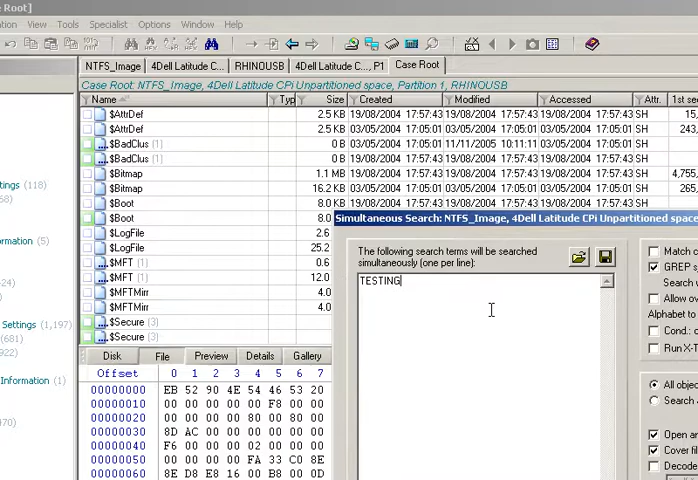 e Root]
ation View Tools Specialist Options Window Help
NTFS_Image 4Dell Latitude C... RHINOUSB 4Dell Latitude C..., P1 Case Root
Case Root: NTFS_Image, 4Dell Latitude CPi Unpartitioned space, Partition 1, RHINOUSB
Name Typ Size Created Modified Accessed Attr. 1st sec
$AttrDef 2.5 KB 19/08/2004 17:57:43 19/08/2004 17:57:43 19/08/2004 17:57:43 SH 15,
$AttrDef 2.5 KB 03/05/2004 17:05:01 03/05/2004 17:05:01 03/05/2004 17:05:01 SH 243,
$BadClus (1) 0 B 03/05/2004 17:05:01 11/11/2005 10:11:11 03/05/2004 17:05:01 SH
$BadClus (1) 0 B 19/08/2004 17:57:43 19/08/2004 17:57:43 19/08/2004 17:57:43 SH
$Bitmap 1.1 MB 19/08/2004 17:57:43 19/08/2004 17:57:43 19/08/2004 17:57:43 SH 4,755,
$Bitmap 16.2 KB 03/05/2004 17:05:01 03/05/2004 17:05:01 03/05/2004 17:05:01 SH 265,
$Boot 8.0 KB 19/08/2004 17:57:43 19/08/2004 17:57:43 19/08/2004 17:57:43 SH
$Boot 8.0
$LogFile 2.6
$LogFile 25.2
$MFT (1) 0.6
$MFT (1) 12.0
$MFTMirr 4.0
$MFTMirr 4.0
$Secure (3)
$Secure (3)
ttings (118)
68)
ormation (6)
Settings (1,197)
(681)
922)
Information (1)
470)
Simultaneous Search: NTFS_Image, 4Dell Latitude CPi Unpartitioned space
The following search terms will be searched
simultaneously (one per line):
TESTING
Match c
GREP s
Search w
Allow ov
Alphabet to
Cond.: c
Run X-T
All objec
Search
Open an
Cover fil
Decode
Disk File Preview Details Gallery
Offset 0 1 2 3 4 5 6 7
00000000 EB 52 90 4E 54 46 53 20
00000010 00 00 00 00 00 F8 00 00
00000020 00 00 00 00 80 00 80 00
00000030 8D AC 00 00 00 00 00 00
00000040 F6 00 00 00 02 00 00 00
00000050 00 00 00 00 FA 33 C0 8E
00000060 8E D8 E8 16 00 B8 00 0D